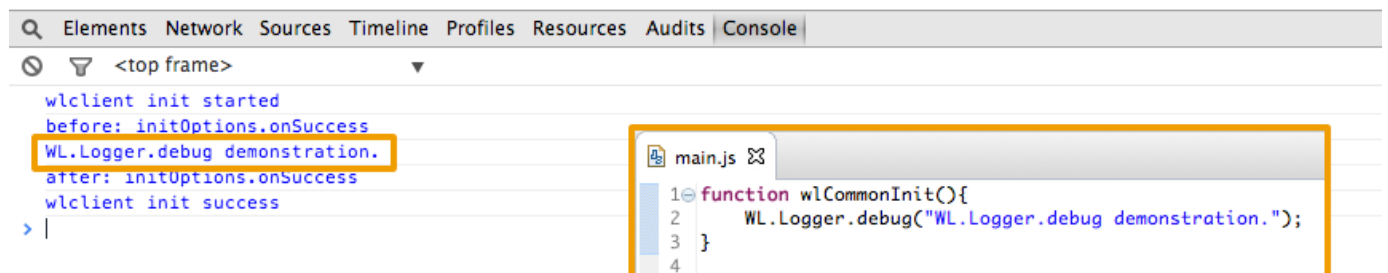 Elements Network Sources Timeline Profiles Resources Audits Console
<top frame>
wlclient init started
before: initOptions.onSuccess
WL.Logger.debug demonstration.
after: initOptions.onSuccess
wlclient init success
>
main.js
1 function wlCommonInit(){
2 WL.Logger.debug("WL.Logger.debug demonstration.");
3 }
4